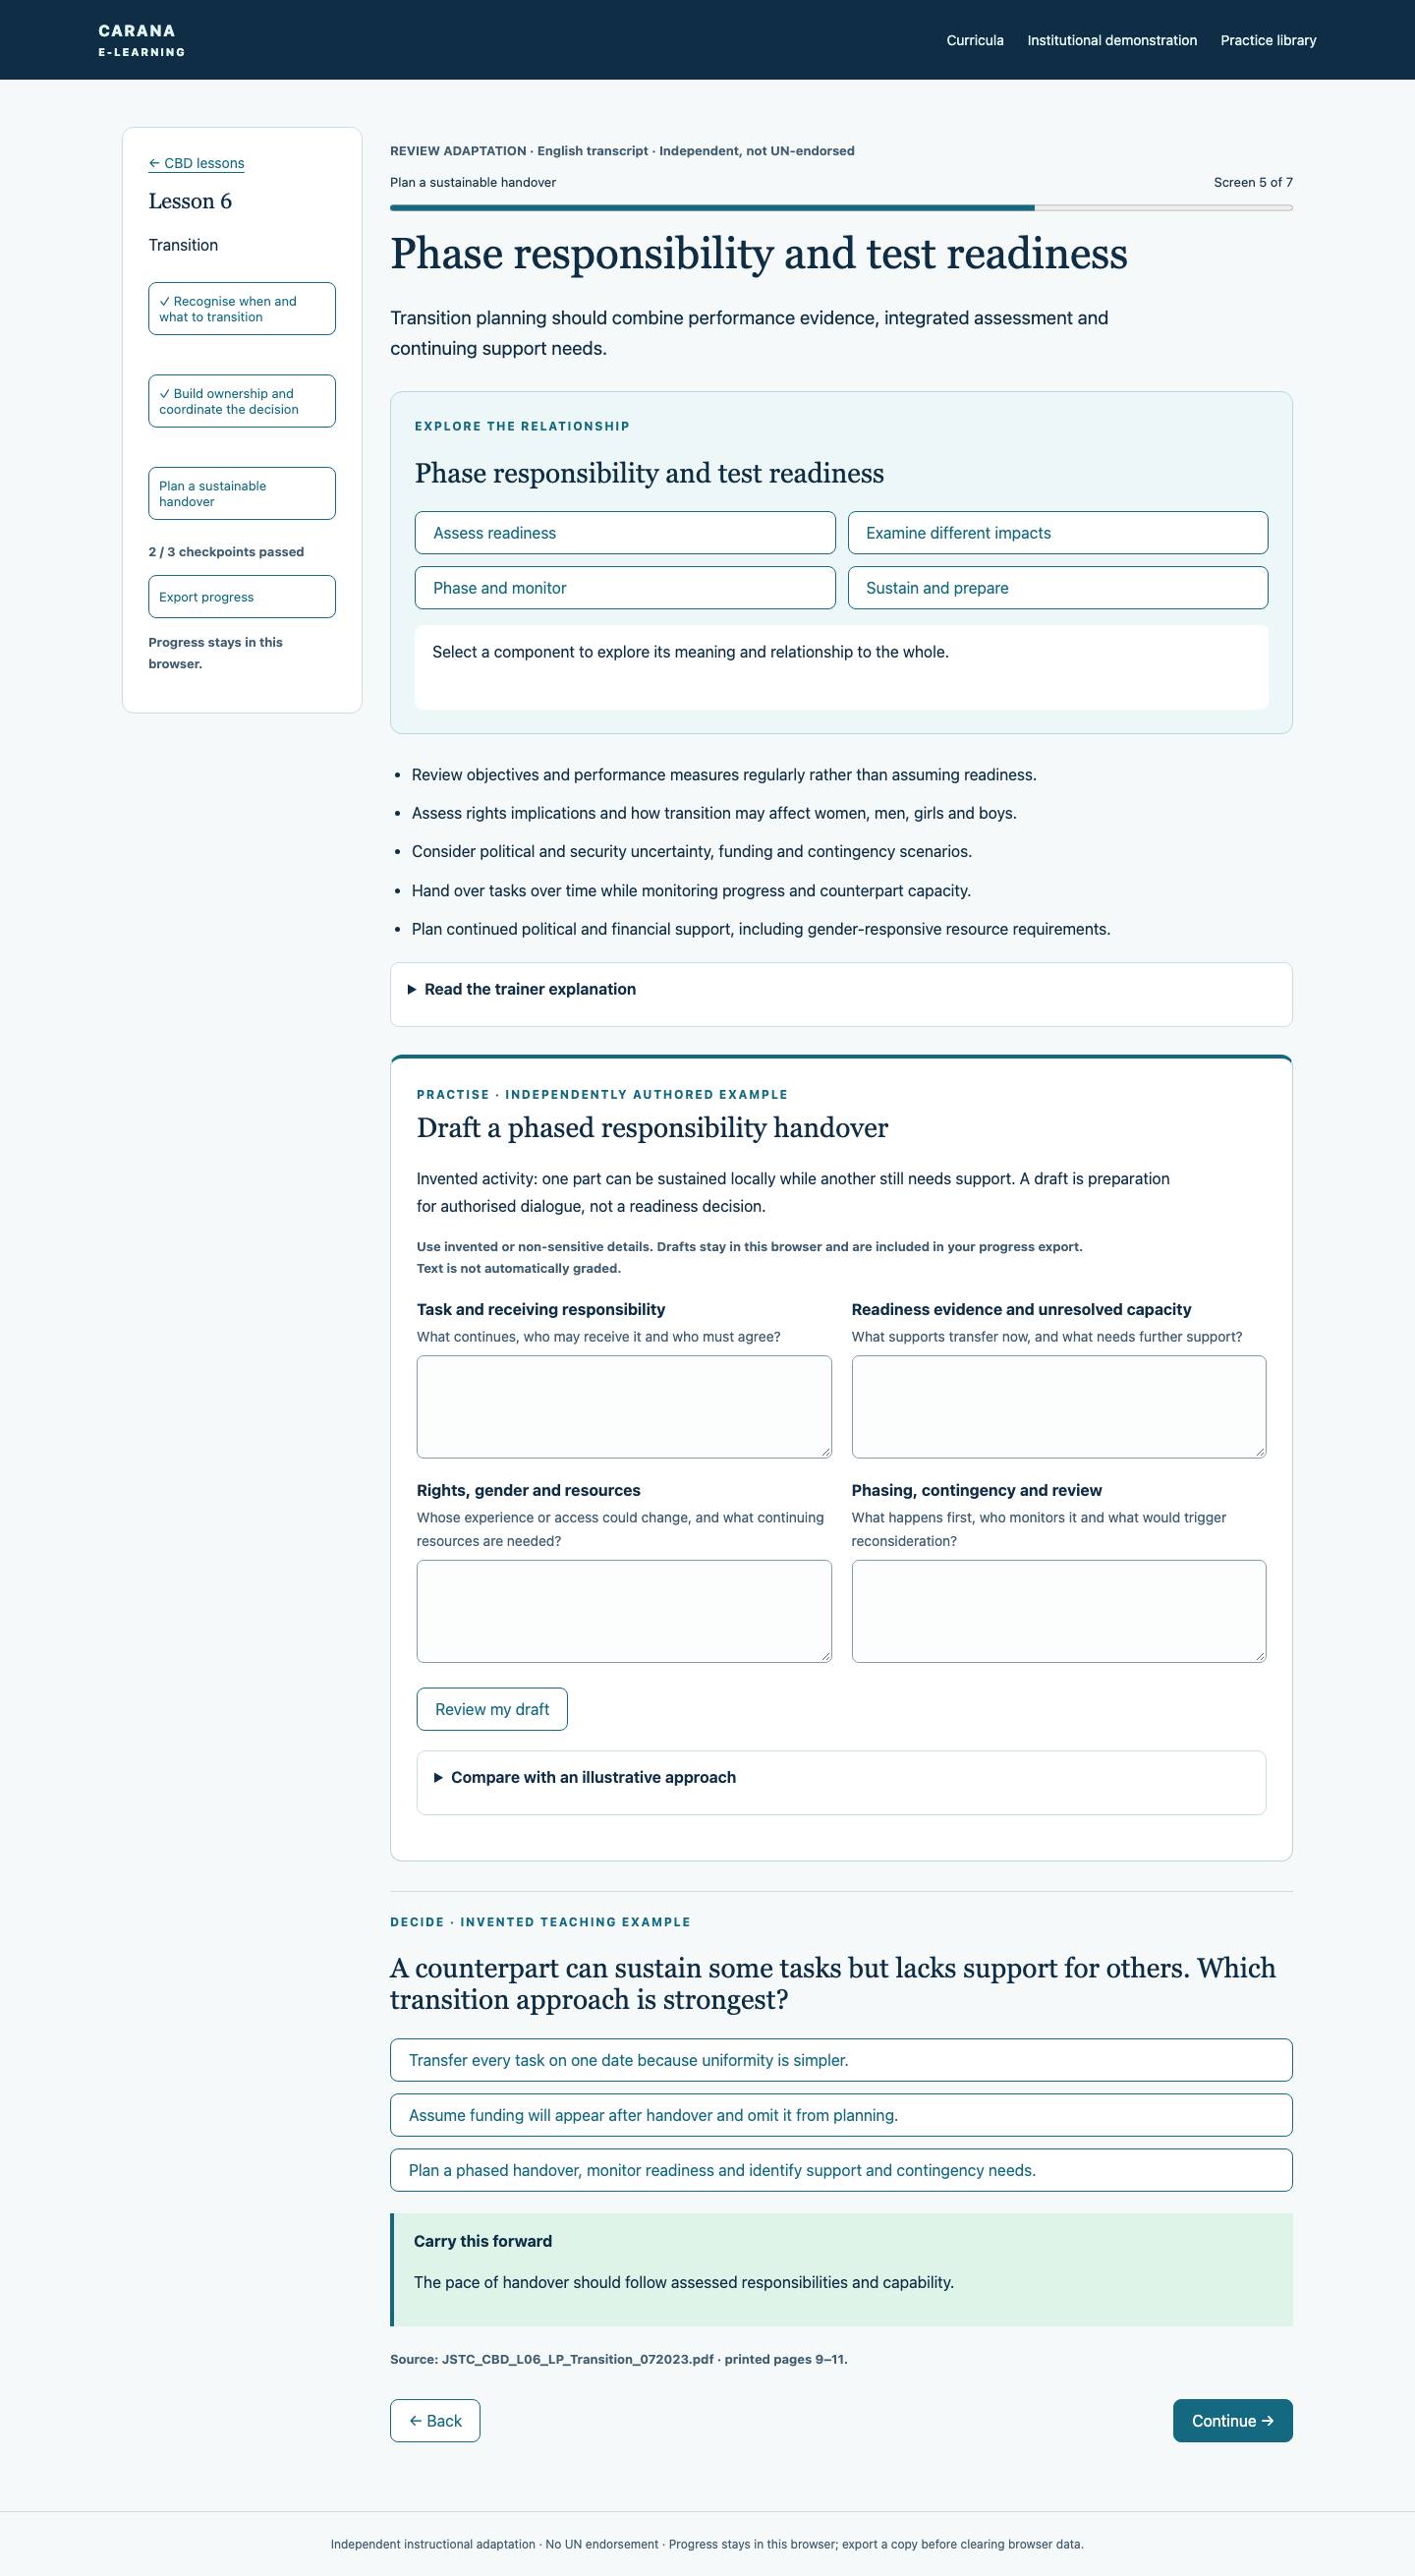 CARANA
E-LEARNING
Curricula
Institutional demonstration
Practice library
← CBD lessons
Lesson 6
Transition
✓ Recognise when and
what to transition
✓ Build ownership and
coordinate the decision
Plan a sustainable
handover
2 / 3 checkpoints passed
Export progress
Progress stays in this
browser.
REVIEW ADAPTATION · English transcript · Independent, not UN-endorsed
Plan a sustainable handover
Screen 5 of 7
Phase responsibility and test readiness
Transition planning should combine performance evidence, integrated assessment and
continuing support needs.
EXPLORE THE RELATIONSHIP
Phase responsibility and test readiness
Assess readiness
Examine different impacts
Phase and monitor
Sustain and prepare
Select a component to explore its meaning and relationship to the whole.
• Review objectives and performance measures regularly rather than assuming readiness.
• Assess rights implications and how transition may affect women, men, girls and boys.
• Consider political and security uncertainty, funding and contingency scenarios.
• Hand over tasks over time while monitoring progress and counterpart capacity.
• Plan continued political and financial support, including gender-responsive resource requirements.
▶ Read the trainer explanation
PRACTISE · INDEPENDENTLY AUTHORED EXAMPLE
Draft a phased responsibility handover
Invented activity: one part can be sustained locally while another still needs support. A draft is preparation
for authorised dialogue, not a readiness decision.
Use invented or non-sensitive details. Drafts stay in this browser and are included in your progress export.
Text is not automatically graded.
Task and receiving responsibility
What continues, who may receive it and who must agree?
Readiness evidence and unresolved capacity
What supports transfer now, and what needs further support?
Rights, gender and resources
Whose experience or access could change, and what continuing
resources are needed?
Phasing, contingency and review
What happens first, who monitors it and what would trigger
reconsideration?
Review my draft
▶ Compare with an illustrative approach
DECIDE · INVENTED TEACHING EXAMPLE
A counterpart can sustain some tasks but lacks support for others. Which
transition approach is strongest?
Transfer every task on one date because uniformity is simpler.
Assume funding will appear after handover and omit it from planning.
Plan a phased handover, monitor readiness and identify support and contingency needs.
Carry this forward
The pace of handover should follow assessed responsibilities and capability.
Source: JSTC_CBD_L06_LP_Transition_072023.pdf · printed pages 9–11.
← Back
Continue →
Independent instructional adaptation · No UN endorsement · Progress stays in this browser; export a copy before clearing browser data.